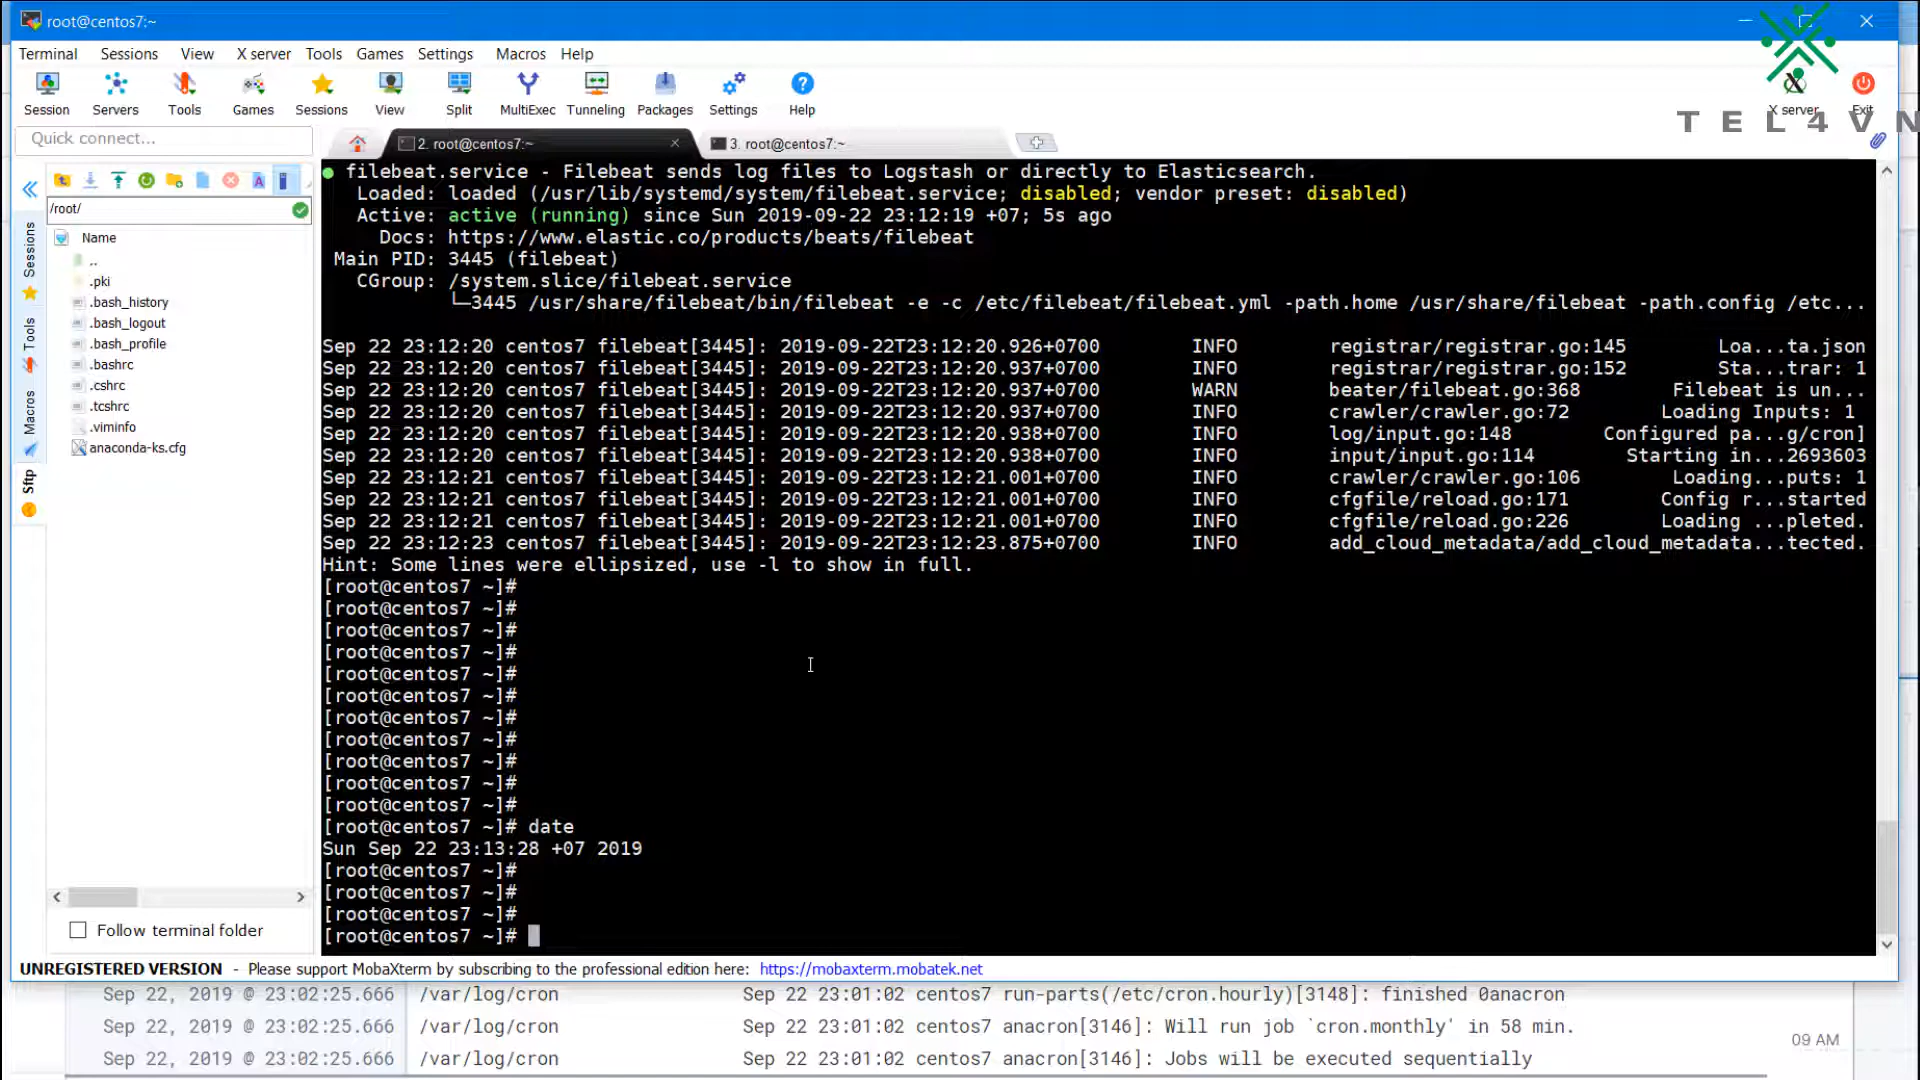 root@centos7:~
Terminal Sessions View X server Tools Games Settings Macros Help
Session Servers Tools Games Sessions View Split MultiExec Tunneling Packages Settings Help X server Exit
TEL4VN
Quick connect...
2. root@centos7:~ 3. root@centos7:~
/root/
Name
..
.pki
.bash_history
.bash_logout
.bash_profile
.bashrc
.cshrc
.tcshrc
.viminfo
anaconda-ks.cfg
Sessions
Tools
Macros
Sftp
Follow terminal folder
filebeat.service - Filebeat sends log files to Logstash or directly to Elasticsearch.
Loaded: loaded (/usr/lib/systemd/system/filebeat.service; disabled; vendor preset: disabled)
Active: active (running) since Sun 2019-09-22 23:12:19 +07; 5s ago
Docs: https://www.elastic.co/products/beats/filebeat
Main PID: 3445 (filebeat)
CGroup: /system.slice/filebeat.service
└─3445 /usr/share/filebeat/bin/filebeat -e -c /etc/filebeat/filebeat.yml -path.home /usr/share/filebeat -path.config /etc...
Sep 22 23:12:20 centos7 filebeat[3445]: 2019-09-22T23:12:20.926+0700 INFO registrar/registrar.go:145 Loa...ta.json
Sep 22 23:12:20 centos7 filebeat[3445]: 2019-09-22T23:12:20.937+0700 INFO registrar/registrar.go:152 Sta...trar: 1
Sep 22 23:12:20 centos7 filebeat[3445]: 2019-09-22T23:12:20.937+0700 WARN beater/filebeat.go:368 Filebeat is un...
Sep 22 23:12:20 centos7 filebeat[3445]: 2019-09-22T23:12:20.937+0700 INFO crawler/crawler.go:72 Loading Inputs: 1
Sep 22 23:12:20 centos7 filebeat[3445]: 2019-09-22T23:12:20.938+0700 INFO log/input.go:148 Configured pa...g/cron]
Sep 22 23:12:20 centos7 filebeat[3445]: 2019-09-22T23:12:20.938+0700 INFO input/input.go:114 Starting in...2693603
Sep 22 23:12:21 centos7 filebeat[3445]: 2019-09-22T23:12:21.001+0700 INFO crawler/crawler.go:106 Loading...puts: 1
Sep 22 23:12:21 centos7 filebeat[3445]: 2019-09-22T23:12:21.001+0700 INFO cfgfile/reload.go:171 Config r...started
Sep 22 23:12:21 centos7 filebeat[3445]: 2019-09-22T23:12:21.001+0700 INFO cfgfile/reload.go:226 Loading ...pleted.
Sep 22 23:12:23 centos7 filebeat[3445]: 2019-09-22T23:12:23.875+0700 INFO add_cloud_metadata/add_cloud_metadata...tected.
Hint: Some lines were ellipsized, use -l to show in full.
[root@centos7 ~]#
[root@centos7 ~]#
[root@centos7 ~]#
[root@centos7 ~]#
[root@centos7 ~]#
[root@centos7 ~]#
[root@centos7 ~]#
[root@centos7 ~]#
[root@centos7 ~]#
[root@centos7 ~]#
[root@centos7 ~]#
[root@centos7 ~]# date
Sun Sep 22 23:13:28 +07 2019
[root@centos7 ~]#
[root@centos7 ~]#
[root@centos7 ~]#
[root@centos7 ~]#
UNREGISTERED VERSION - Please support MobaXterm by subscribing to the professional edition here: https://mobaxterm.mobatek.net
Sep 22, 2019 @ 23:02:25.666 /var/log/cron Sep 22 23:01:02 centos7 run-parts(/etc/cron.hourly)[3148]: finished 0anacron
Sep 22, 2019 @ 23:02:25.666 /var/log/cron Sep 22 23:01:02 centos7 anacron[3146]: Will run job `cron.monthly' in 58 min.
09 AM
Sep 22, 2019 @ 23:02:25.666 /var/log/cron Sep 22 23:01:02 centos7 anacron[3146]: Jobs will be executed sequentially